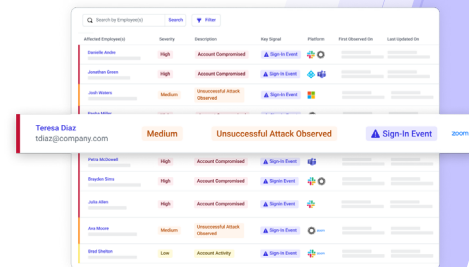 Search by Employee(s) Search Filter
Affected Employee(s) Severity Description Key Signal Platform First Observed On Last Updated On
Danielle Andre High Account Compromised Sign-In Event
Jonathan Green High Account Compromised Sign-In Event
Josh Waters Medium Unsuccessful Attack Observed Sign-In Event
Teresa Diaz
tdiaz@company.com Medium Unsuccessful Attack Observed Sign-In Event zoom
Petra McDowell High Account Compromised Sign-In Event
Brayden Sims High Account Compromised SignIn Event
Julia Allen High Account Compromised Sign-In Event
Ana Moore Medium Unsuccessful Attack Observed Sign-In Event zoom
Brad Shelton Low Account Activity Sign-In Event zoom